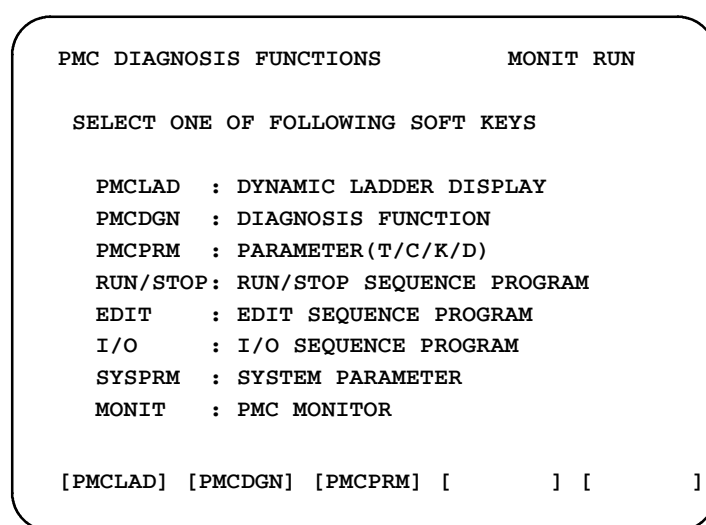 PMC DIAGNOSIS FUNCTIONS MONIT RUN
SELECT ONE OF FOLLOWING SOFT KEYS
PMCLAD : DYNAMIC LADDER DISPLAY
PMCDGN : DIAGNOSIS FUNCTION
PMCPRM : PARAMETER(T/C/K/D)
RUN/STOP: RUN/STOP SEQUENCE PROGRAM
EDIT : EDIT SEQUENCE PROGRAM
I/O : I/O SEQUENCE PROGRAM
SYSPRM : SYSTEM PARAMETER
MONIT : PMC MONITOR
[PMCLAD] [PMCDGN] [PMCPRM] [ ] [ ]